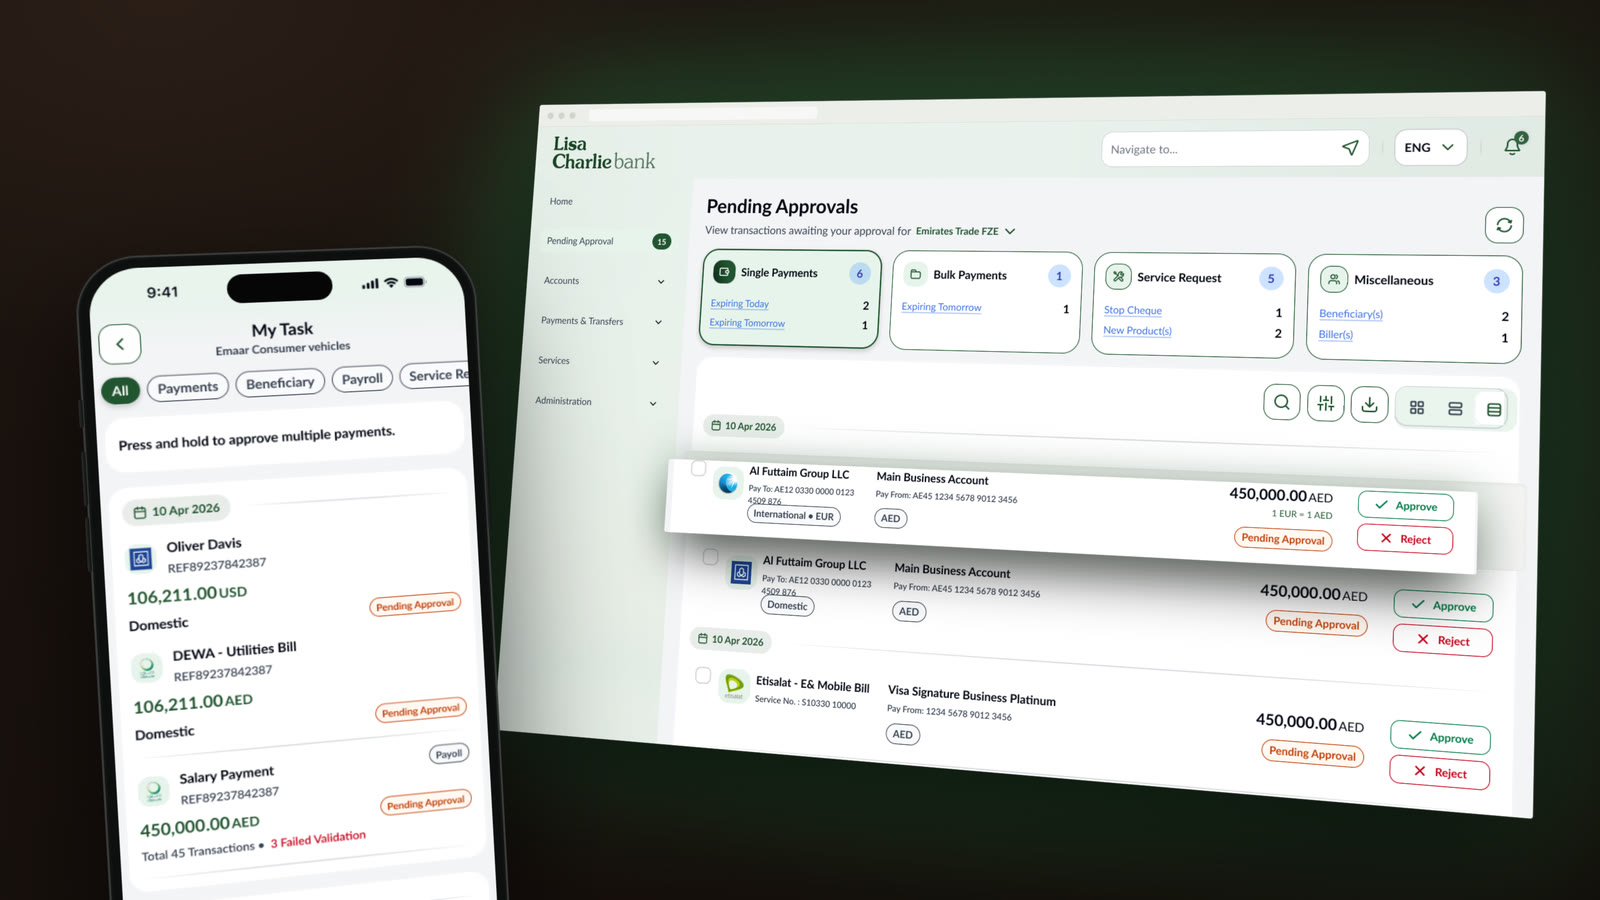 9:41
My Task
Emaar Consumer vehicles
All
Payments
Beneficiary
Payroll
Service Re
Press and hold to approve multiple payments.
10 Apr 2026
Oliver Davis
REF89237842387
106,211.00 USD
Pending Approval
Domestic
DEWA - Utilities Bill
REF89237842387
106,211.00 AED
Pending Approval
Domestic
Payoll
Salary Payment
REF89237842387
Pending Approval
450,000.00 AED
Total 45 Transactions • 3 Failed Validation
Lisa
Charlie bank
Navigate to...
ENG
6
Home
Pending Approval
15
Accounts
Payments & Transfers
Services
Administration
Pending Approvals
View transactions awaiting your approval for Emirates Trade FZE
Single Payments
6
Expiring Today
2
Expiring Tomorrow
1
Bulk Payments
1
Expiring Tomorrow
1
Service Request
5
Stop Cheque
1
New Product(s)
2
Miscellaneous
3
Beneficiary(s)
2
Biller(s)
1
10 Apr 2026
Al Futtaim Group LLC
Pay To: AE12 0330 0000 0123
4509 876
International • EUR
Main Business Account
Pay From: AE45 1234 5678 9012 3456
AED
450,000.00 AED
1 EUR = 1 AED
Pending Approval
Approve
Reject
Al Futtaim Group LLC
Pay To: AE12 0330 0000 0123
4509 876
Domestic
Main Business Account
Pay From: AE45 1234 5678 9012 3456
AED
450,000.00 AED
Pending Approval
Approve
Reject
10 Apr 2026
etisalat
Etisalat - E& Mobile Bill
Service No. : S10330 10000
Visa Signature Business Platinum
Pay From: 1234 5678 9012 3456
AED
450,000.00 AED
Pending Approval
Approve
Reject